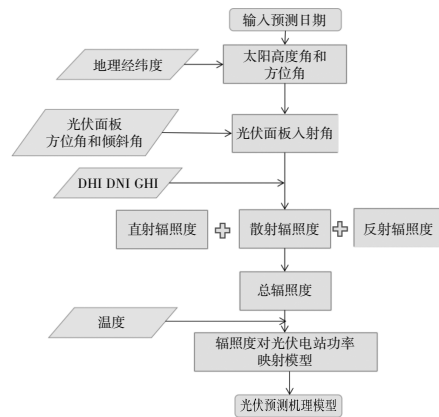 输入预测日期
地理经纬度
太阳高度角和
方位角
光伏面板
方位角和倾斜角
光伏面板入射角
DHI DNI GHI
直射辐照度
散射辐照度
反射辐照度
总辐照度
温度
辐照度对光伏电站功率
映射模型
光伏预测机理模型